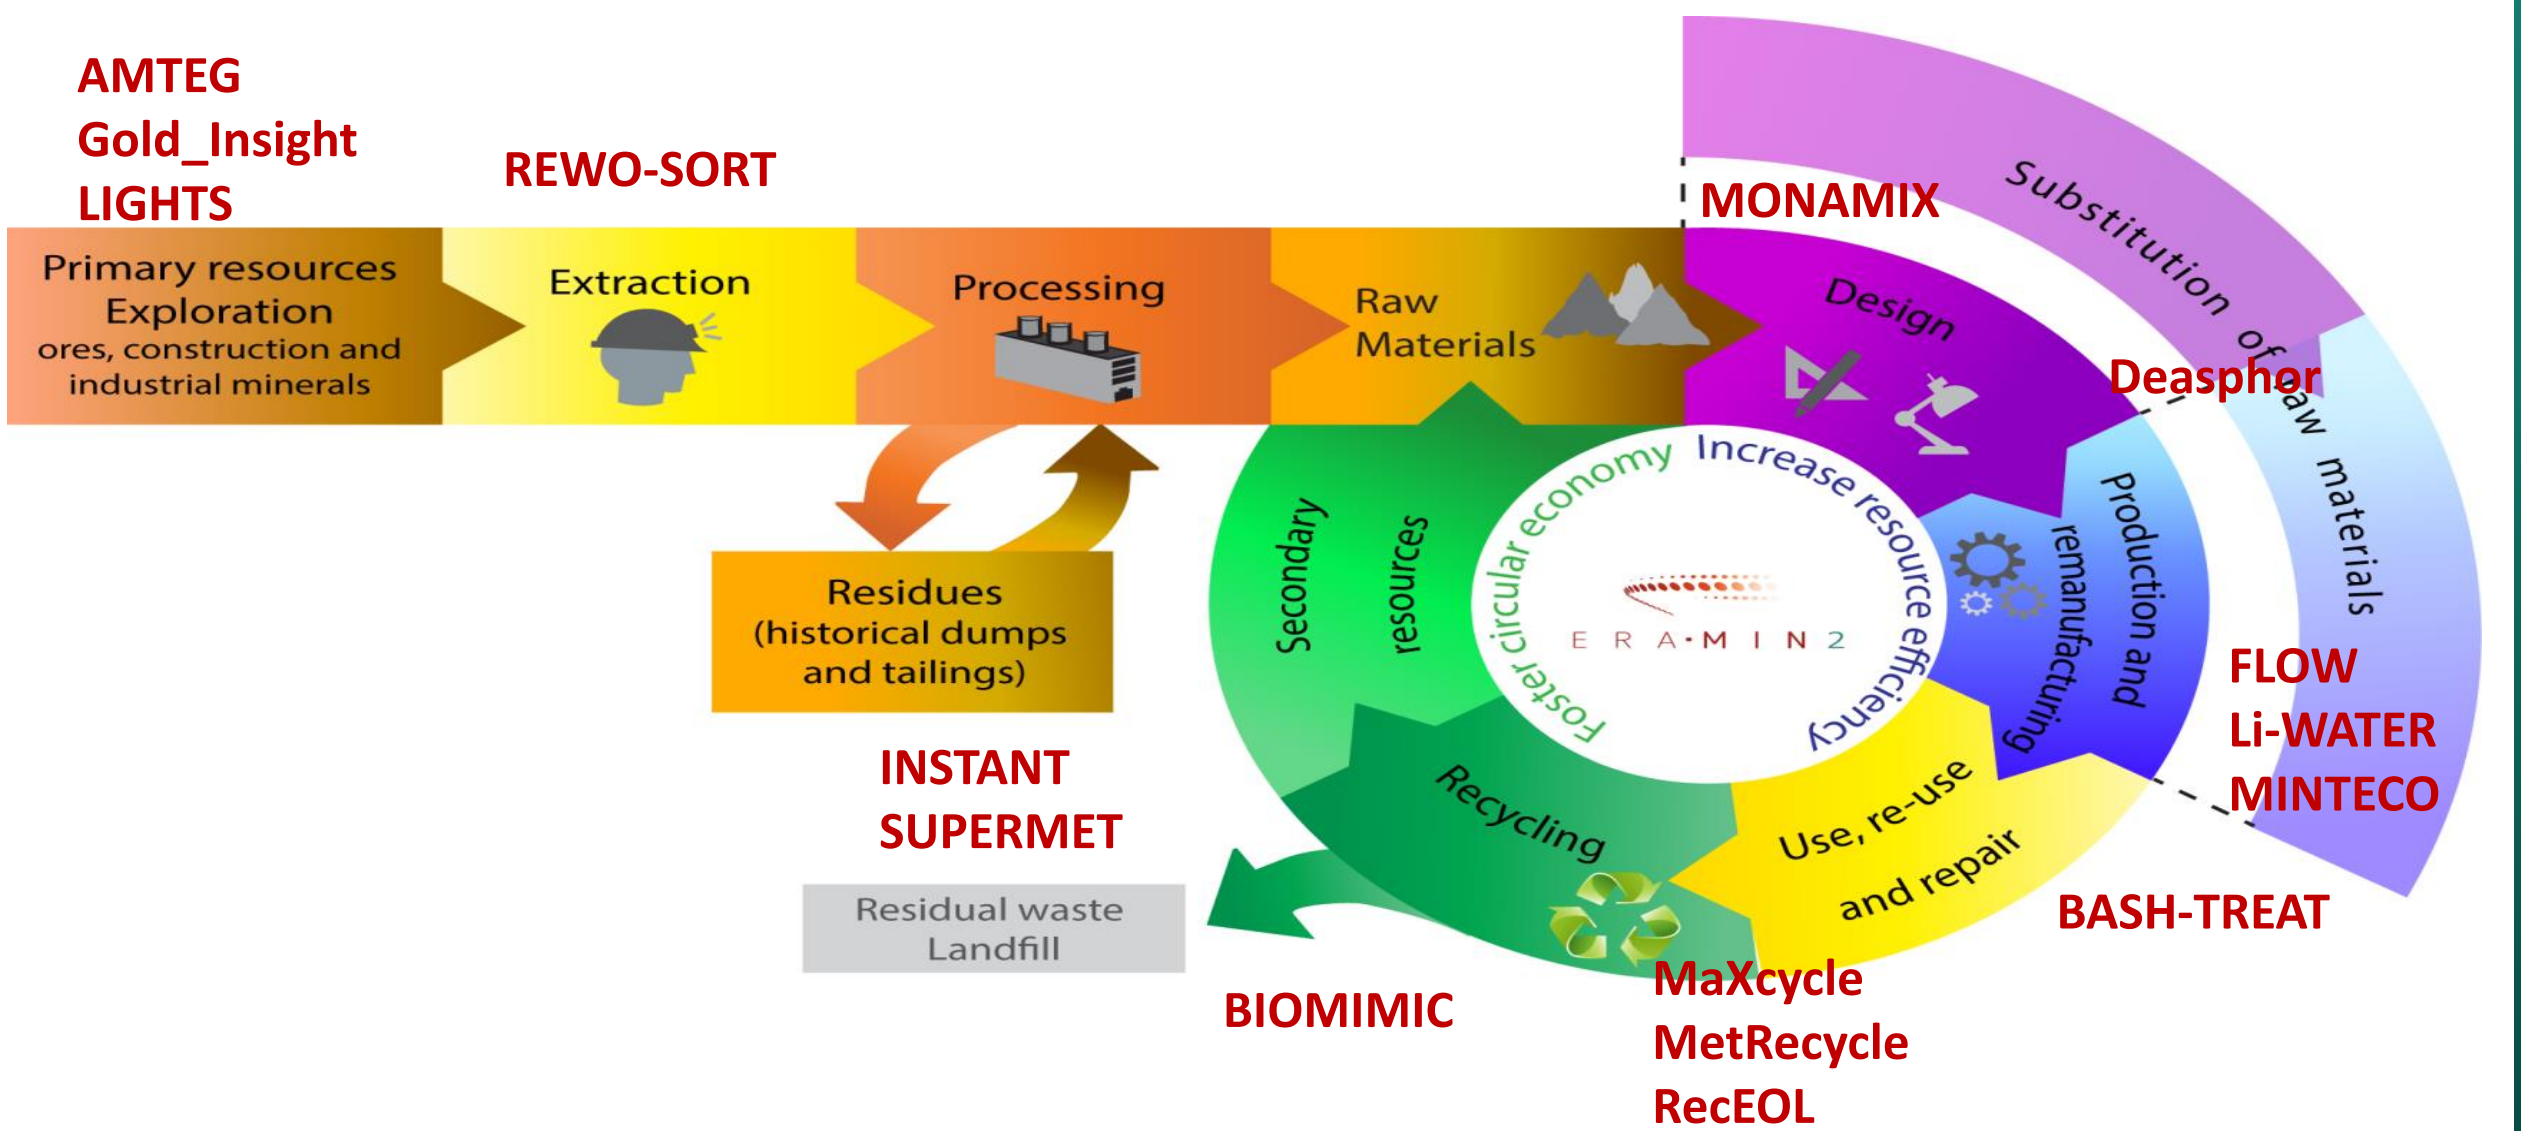 AMTEG
Gold_Insight
LIGHTS
REWO-SORT
MONAMIX
Substitution of raw materials
Primary resources
Exploration
ores, construction and
industrial minerals
Extraction
Processing
Raw
Materials
Design
Deasphor
Foster circular economy
Increase resource efficiency
Secondary
resources
ERA·MIN2
Production and
remanufacturing
Residues
(historical dumps
and tailings)
FLOW
Li-WATER
MINTECO
INSTANT
SUPERMET
Recycling
Use, re-use
and repair
Residual waste
Landfill
BASH-TREAT
BIOMIMIC
MaXcycle
MetRecycle
RecEOL